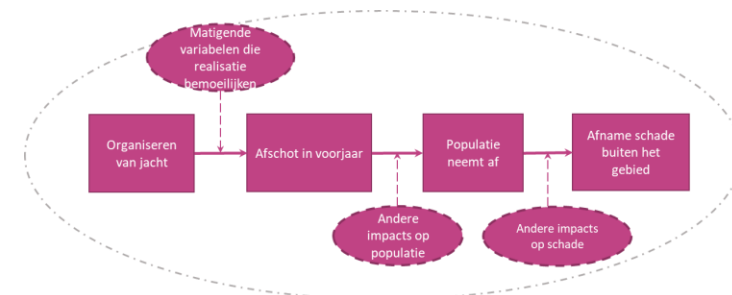 Matigende
variabelen die
realisatie
bemoeilijken
Organiseren
van jacht
Afschot in voorjaar
Populatie
neemt af
Afname schade
buiten het
gebied
Andere
impacts op
populatie
Andere impacts
op schade